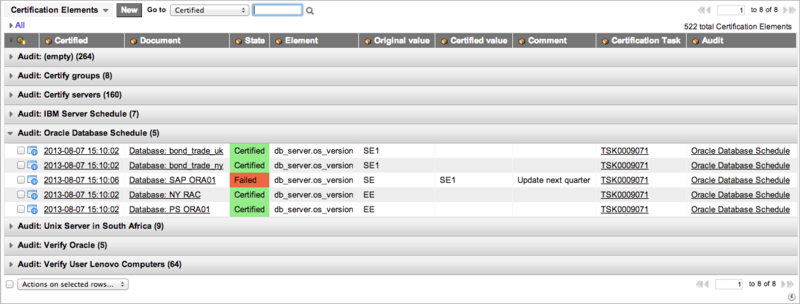 Certification Elements New Go to Certified 1 to 8 of 8
All 522 total Certification Elements
Certified Document State Element Original value Certified value Comment Certification Task Audit
Audit: (empty) (264)
Audit: Certify groups (8)
Audit: Certify servers (160)
Audit: IBM Server Schedule (7)
Audit: Oracle Database Schedule (5)
2013-08-07 15:10:02 Database: bond_trade_uk Certified db_server.os_version SE1 TSK0009071 Oracle Database Schedule
2013-08-07 15:10:02 Database: bond_trade_ny Certified db_server.os_version SE1 TSK0009071 Oracle Database Schedule
2013-08-07 15:10:06 Database: SAP ORA01 Failed db_server.os_version SE SE1 Update next quarter TSK0009071 Oracle Database Schedule
2013-08-07 15:10:02 Database: NY RAC Certified db_server.os_version EE TSK0009071 Oracle Database Schedule
2013-08-07 15:10:02 Database: PS ORA01 Certified db_server.os_version EE TSK0009071 Oracle Database Schedule
Audit: Unix Server in South Africa (9)
Audit: Verify Oracle (5)
Audit: Verify User Lenovo Computers (64)
Actions on selected rows... 1 to 8 of 8